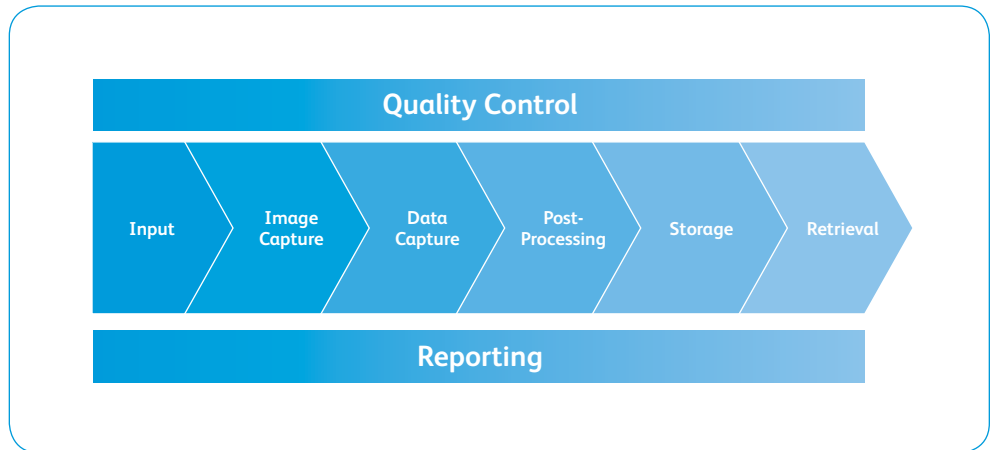 Quality Control
Input
Image
Capture
Data
Capture
Post-
Processing
Storage
Retrieval
Reporting